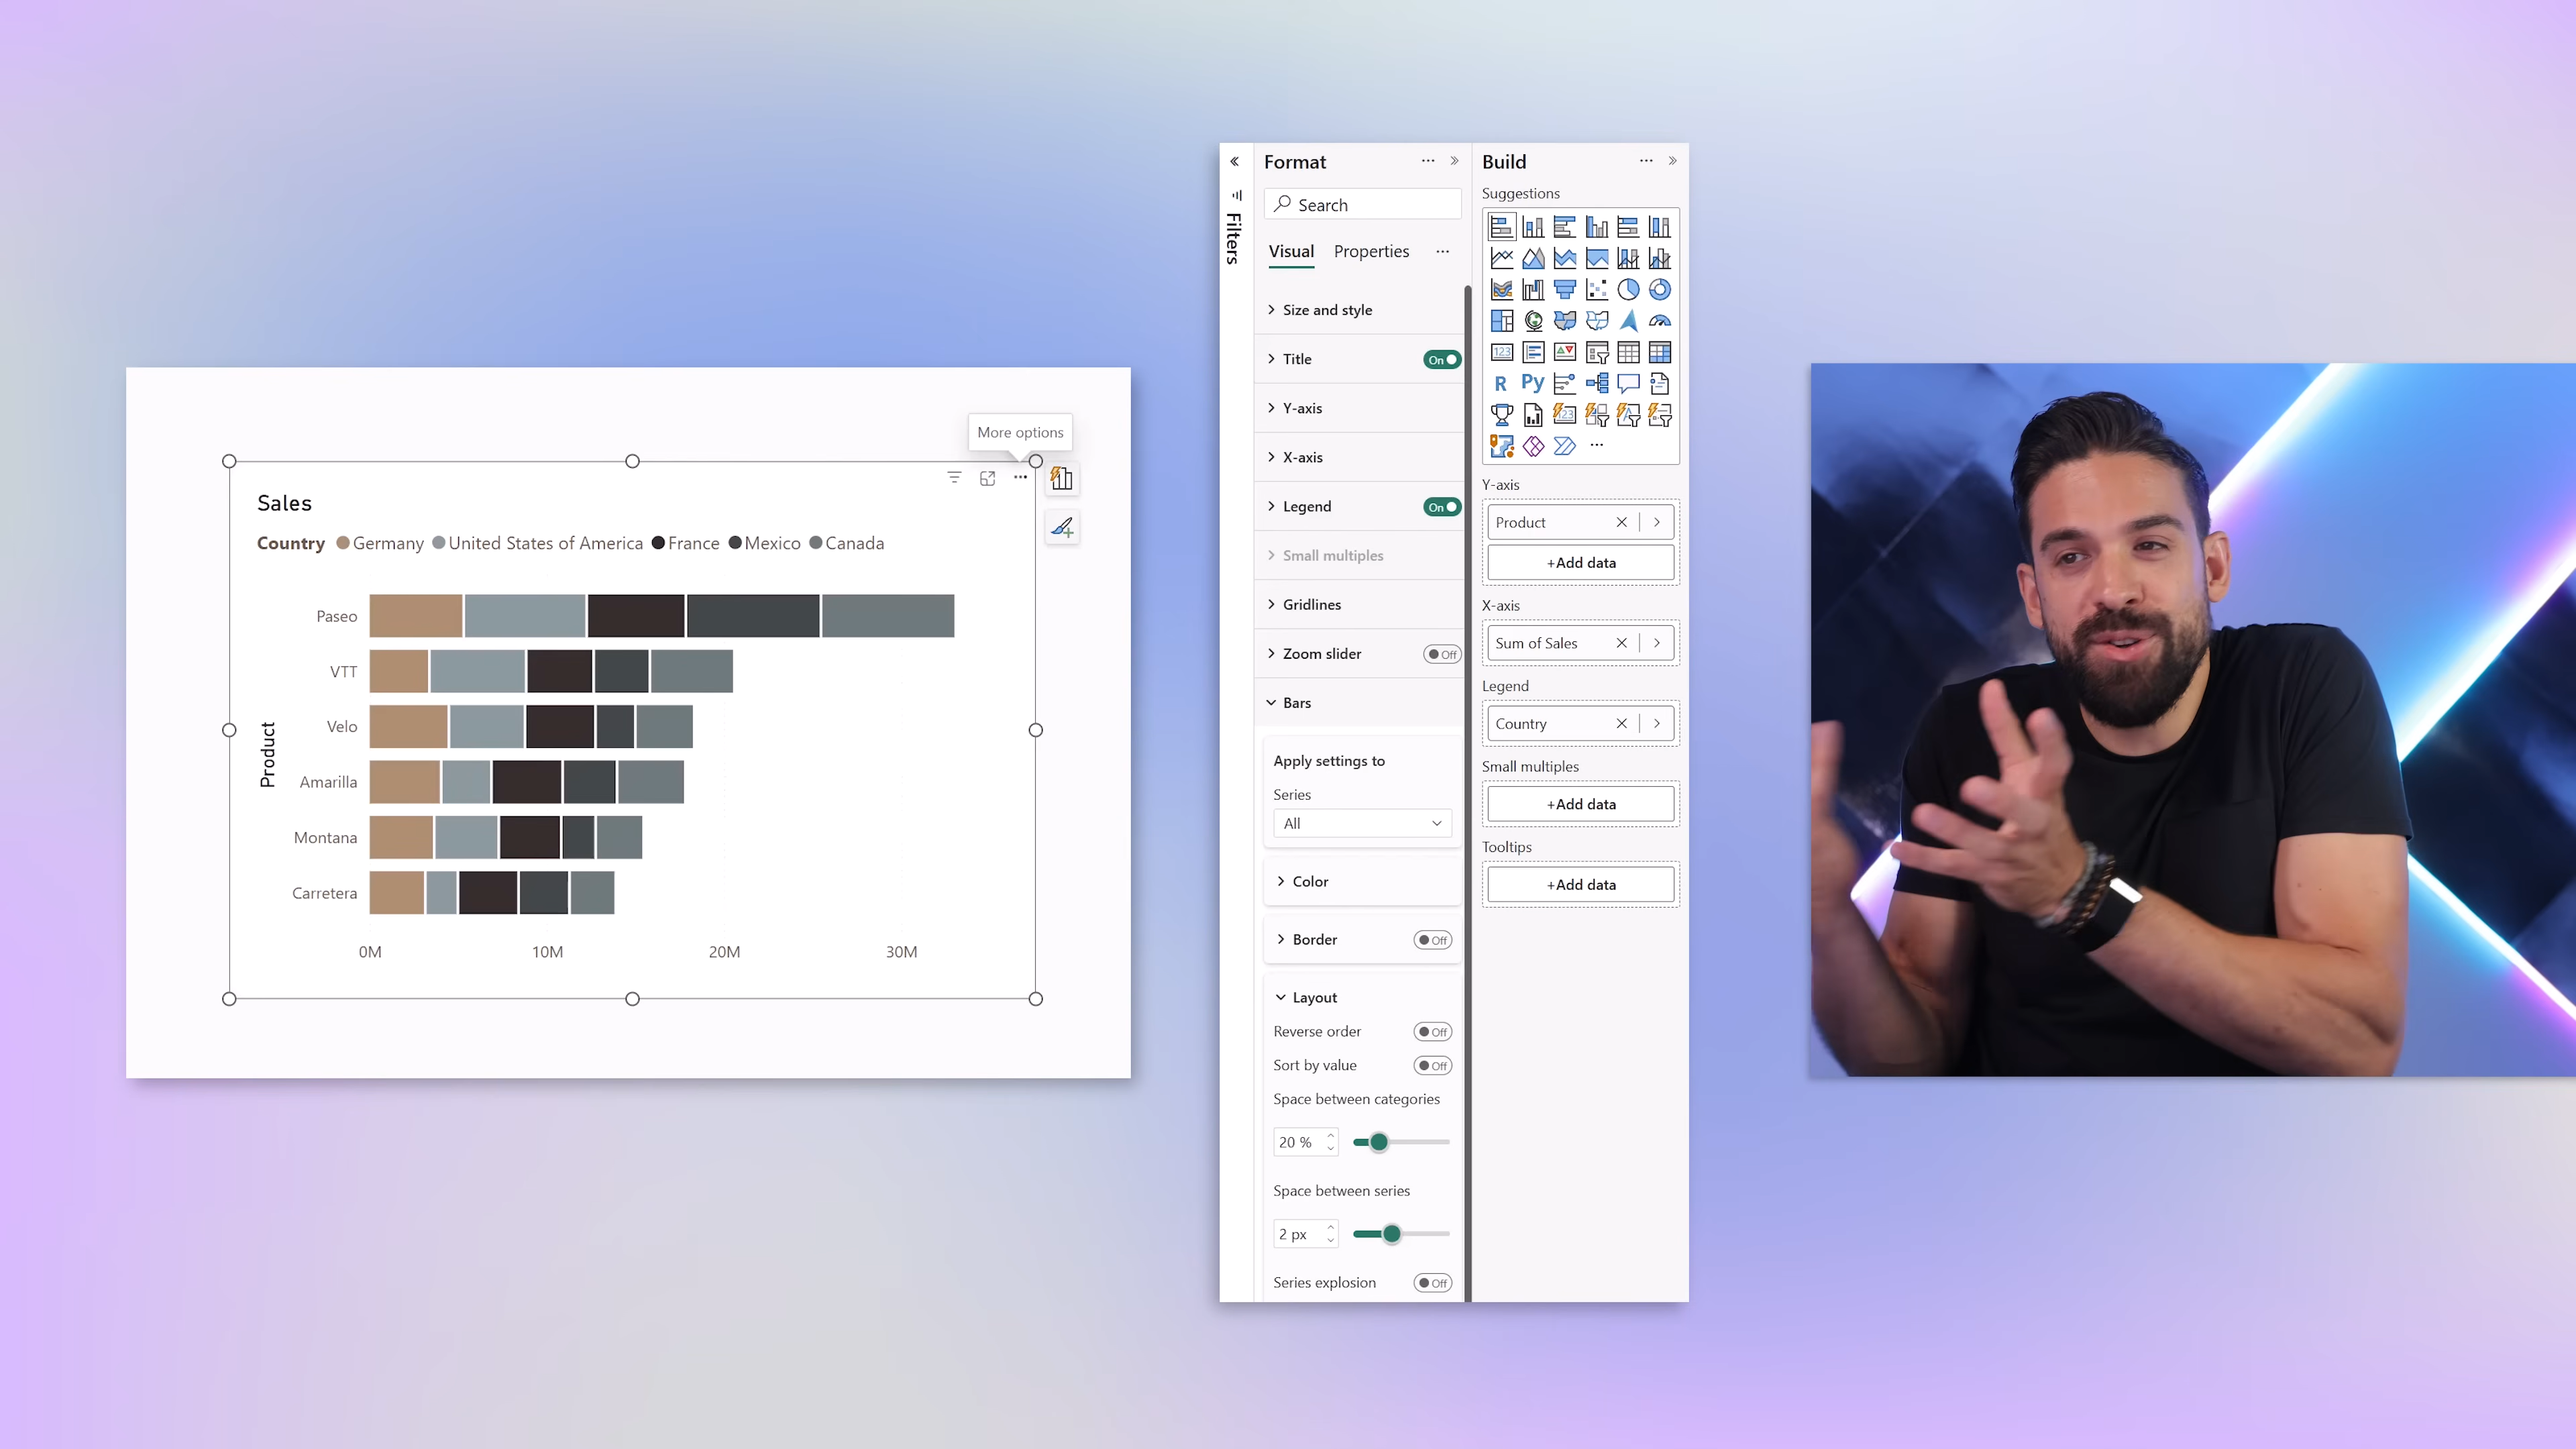 More options
Sales
Country Germany United States of America France Mexico Canada
Product
Paseo
VTT
Velo
Amarilla
Montana
Carretera
0M 10M 20M 30M
Filters
Format
Search
Visual Properties
Size and style
Title On
Y-axis
X-axis
Legend On
Small multiples
Gridlines
Zoom slider Off
Bars
Apply settings to
Series
All
Color
Border Off
Layout
Reverse order Off
Sort by value Off
Space between categories
20 %
Space between series
2 px
Series explosion Off
Build
Suggestions
123
R Py
123
Y-axis
Product
+Add data
X-axis
Sum of Sales
Legend
Country
Small multiples
+Add data
Tooltips
+Add data